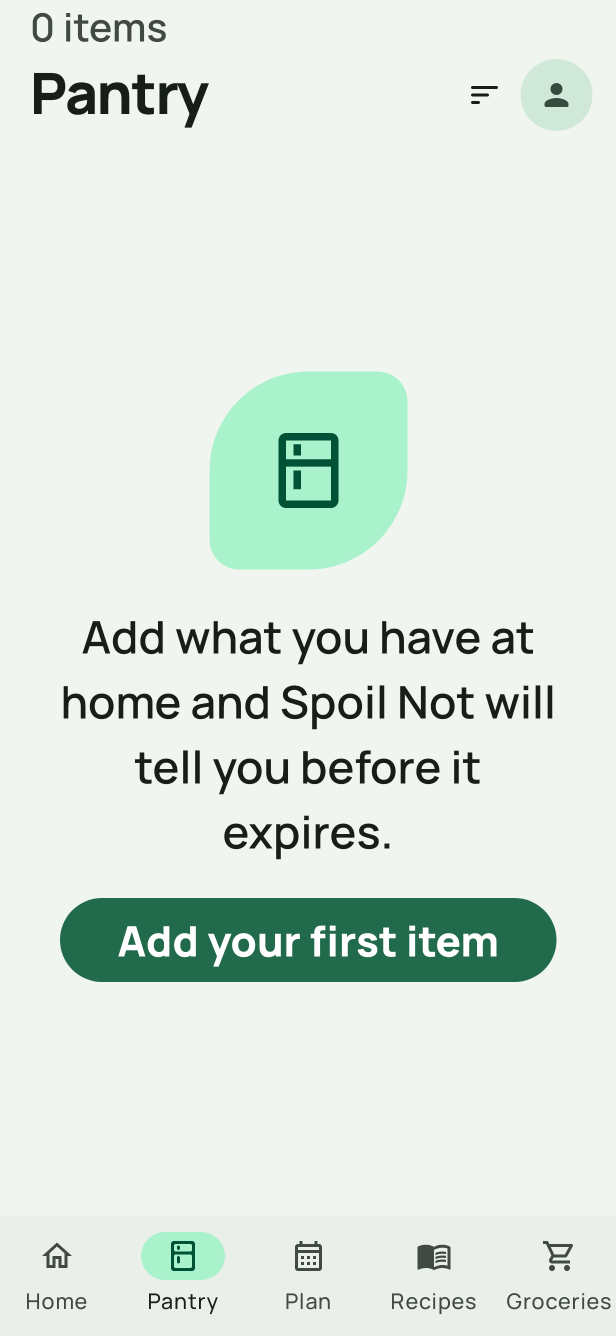 0 items
Pantry
Add what you have at
home and Spoil Not will
tell you before it
expires.
Add your first item
Home
Pantry
Plan
Recipes
Groceries